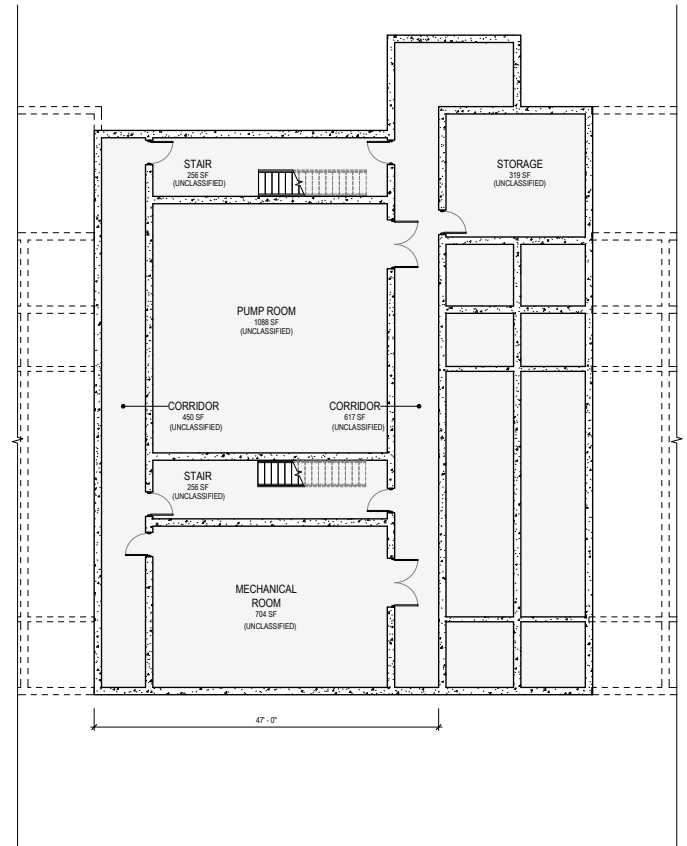 STAIR
256 SF
(UNCLASSIFIED)
STORAGE
319 SF
(UNCLASSIFIED)
PUMP ROOM
1088 SF
(UNCLASSIFIED)
CORRIDOR
450 SF
(UNCLASSIFIED)
CORRIDOR
617 SF
(UNCLASSIFIED)
STAIR
256 SF
(UNCLASSIFIED)
MECHANICAL
ROOM
704 SF
(UNCLASSIFIED)
47' - 0"